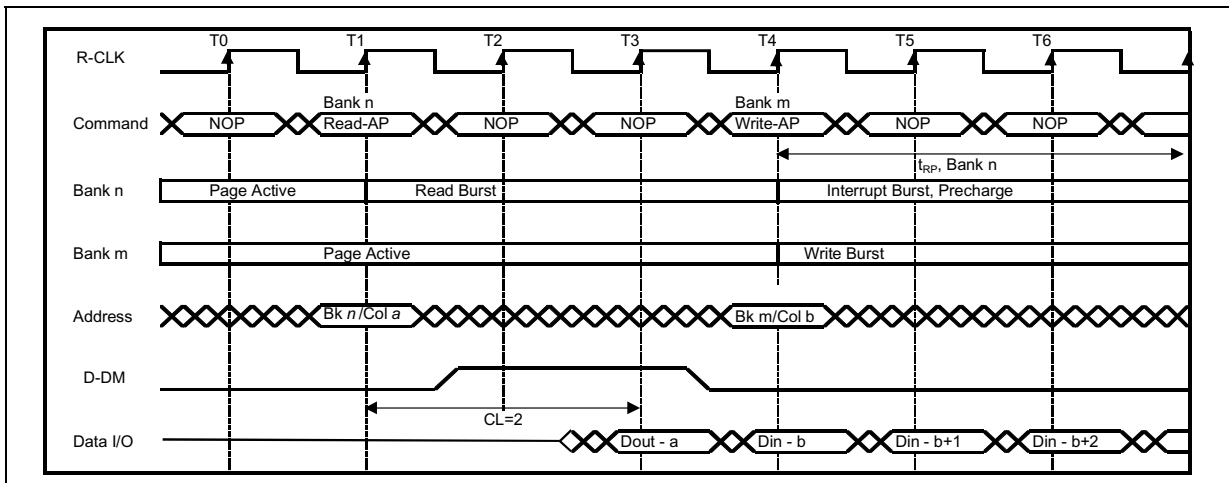 T0 T1 T2 T3 T4 T5 T6
R-CLK
Bank n Bank m
Command NOP Read-AP NOP NOP Write-AP NOP NOP
tRP, Bank n
Bank n Page Active Read Burst Interrupt Burst, Precharge
Bank m Page Active Write Burst
Address Bk n/Col a Bk m/Col b
D-DM
CL=2
Data I/O Dout - a Din - b Din - b+1 Din - b+2